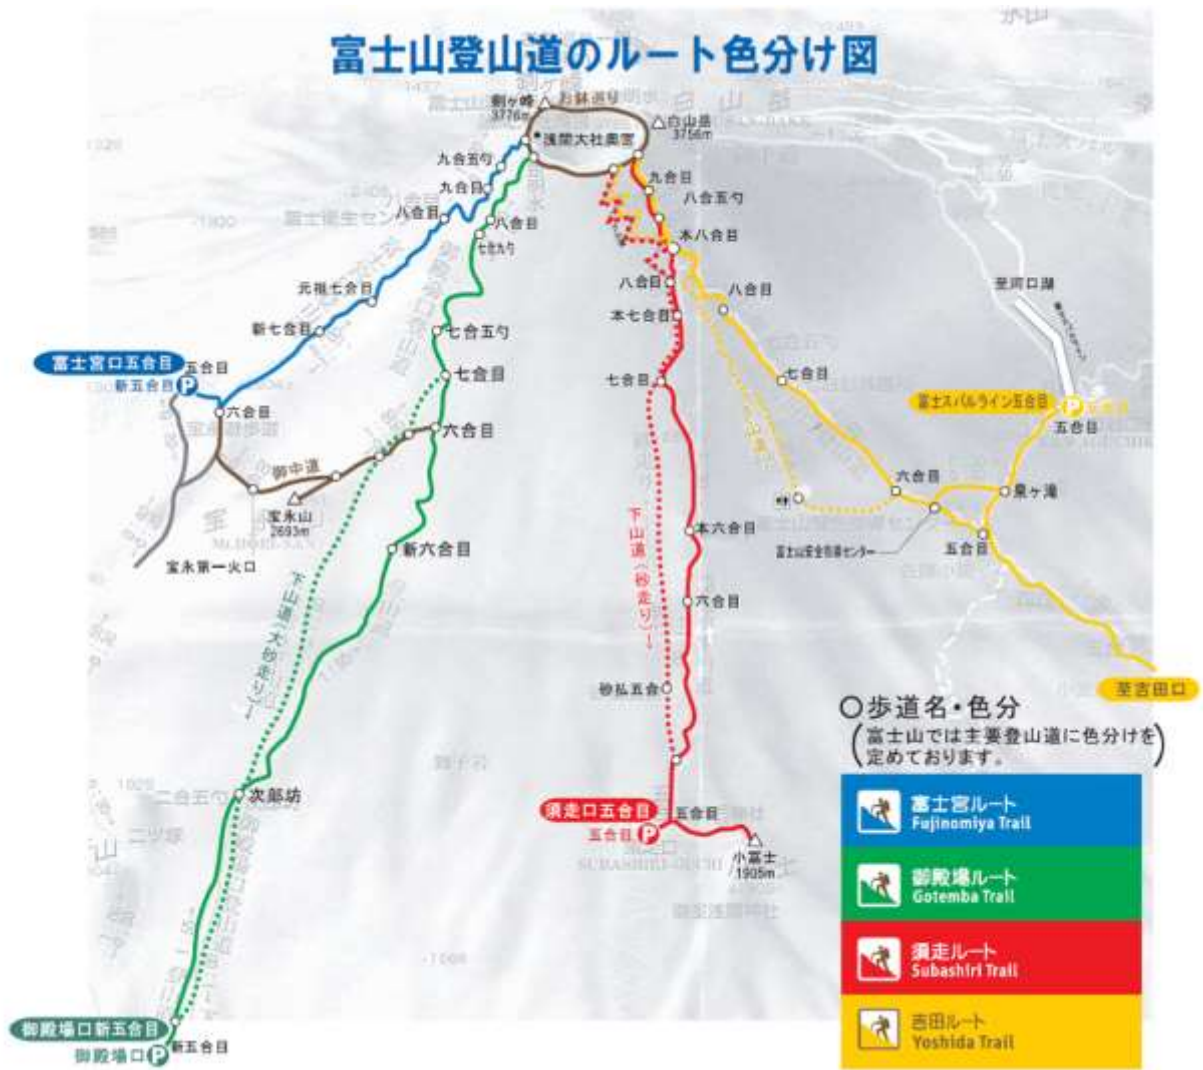 富士山登山道のルート色分け図
剣ヶ峰
3776m
お鉢巡り
白山岳
3756m
浅間大社奥宮
九合五勺
九合目
八合目
元祖七合目
新七合目
富士宮口五合目
五合目
新五合目 P
六合目
御中道
宝永山
2693m
宝永第一火口
八合目
七合九勺
七合五勺
七合目
六合目
新六合目
下山道(大砂走り)
次郎坊
御殿場口新五合目
御殿場口 P
新五合目
九合目
八合五勺
本八合目
八合目
本七合目
七合目
下山道(砂走り)
本六合目
六合目
砂払五合
須走口五合目
五合目 P
五合目
小富士
1905m
八合目
七合目
六合目
富士山安全指導センター
五合目
泉ヶ滝
至河口湖
富士スバルライン五合目
P
五合目
至吉田口
〇歩道名・色分
(富士山では主要登山道に色分けを
定めております。)
富士宮ルート
Fujinomiya Trail
御殿場ルート
Gotemba Trail
須走ルート
Subashiri Trail
吉田ルート
Yoshida Trail